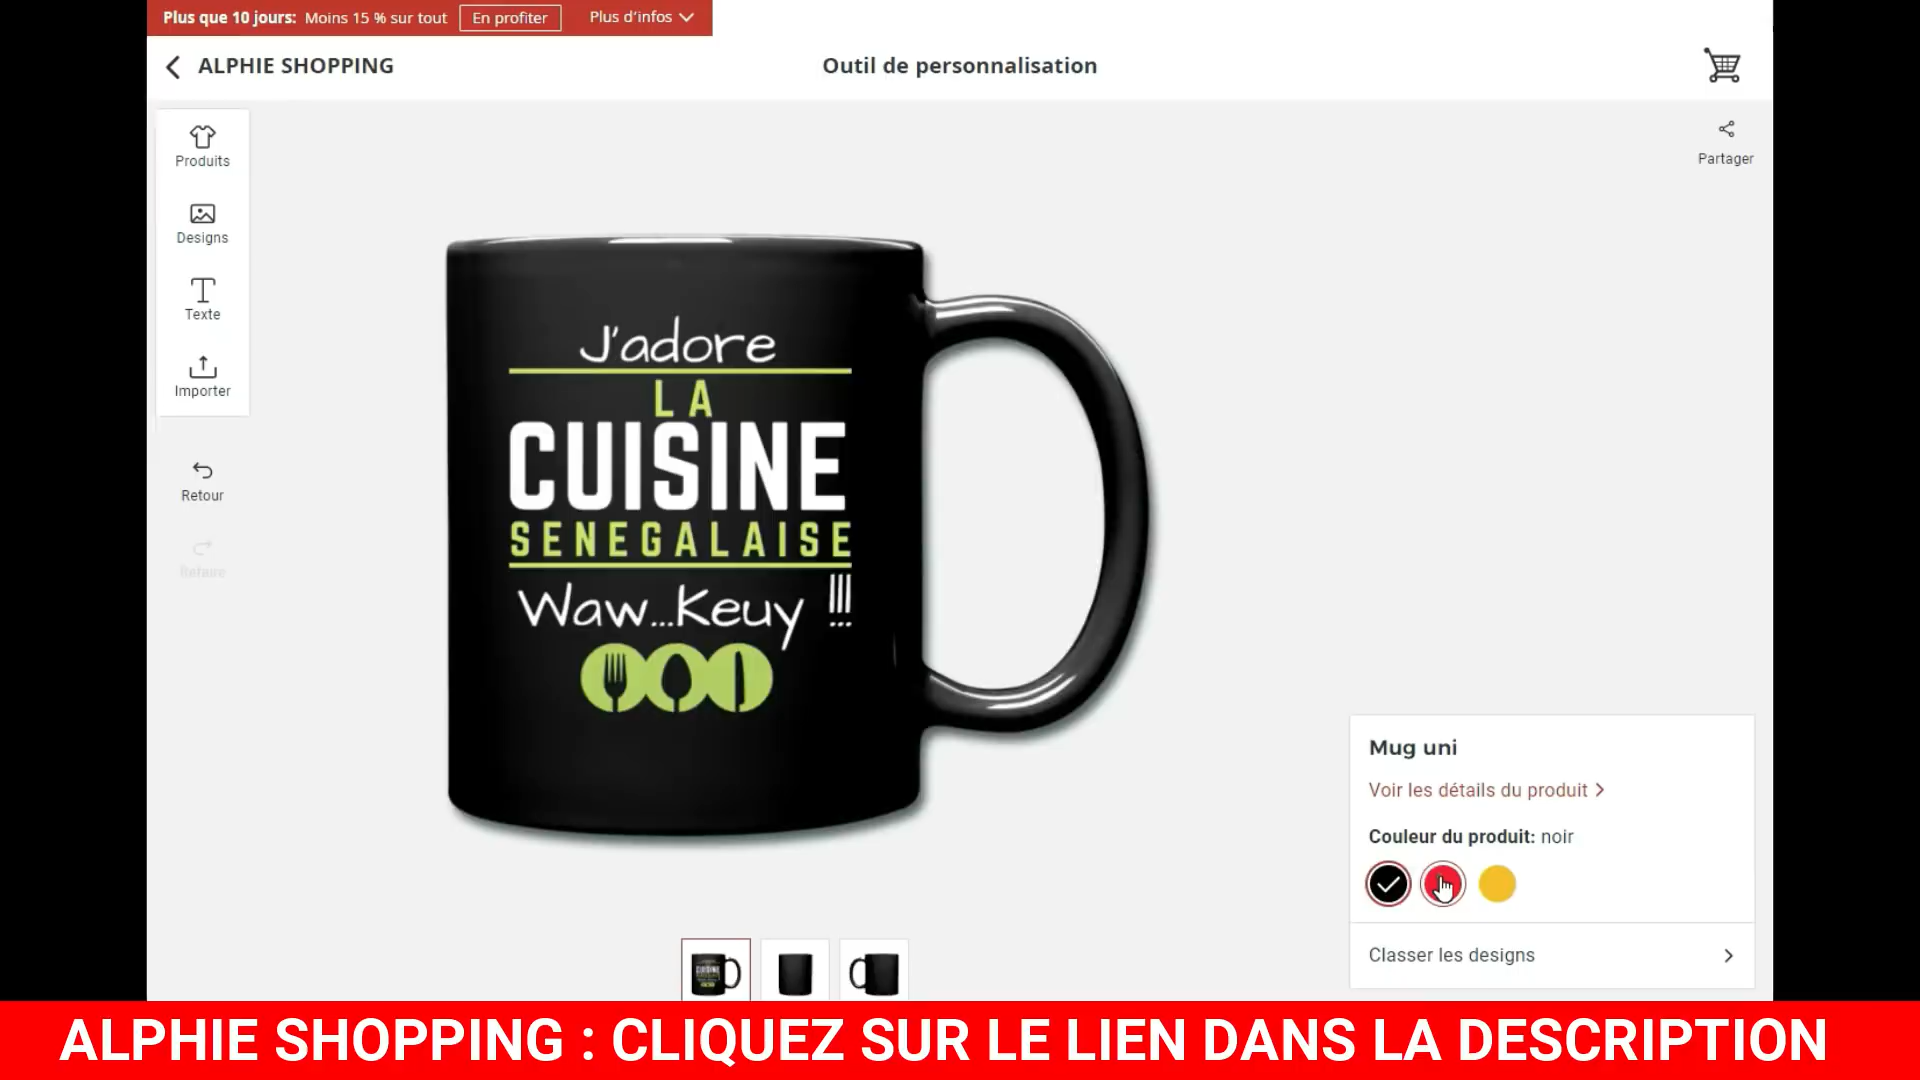 Plus que 10 jours: Moins 15 % sur tout En profiter Plus d'infos
ALPHIE SHOPPING
Outil de personnalisation
Produits
Designs
Texte
Importer
Retour
Refaire
Partager
J'adore
LA
CUISINE
SENEGALAISE
Waw...Keuy !!!
Mug uni
Voir les détails du produit
Couleur du produit: noir
Classer les designs
ALPHIE SHOPPING : CLIQUEZ SUR LE LIEN DANS LA DESCRIPTION